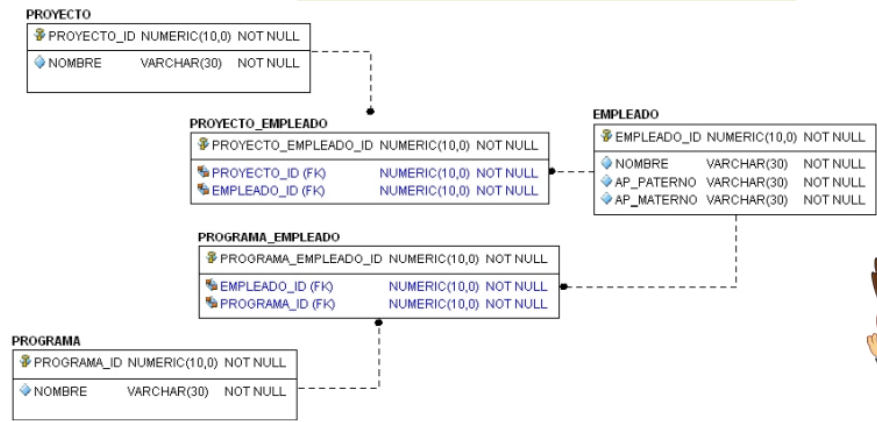 PROYECTO
PROYECTO_ID NUMERIC(10,0) NOT NULL
NOMBRE VARCHAR(30) NOT NULL
PROYECTO_EMPLEADO
PROYECTO_EMPLEADO_ID NUMERIC(10,0) NOT NULL
PROYECTO_ID (FK) NUMERIC(10,0) NOT NULL
EMPLEADO_ID (FK) NUMERIC(10,0) NOT NULL
EMPLEADO
EMPLEADO_ID NUMERIC(10,0) NOT NULL
NOMBRE VARCHAR(30) NOT NULL
AP_PATERNO VARCHAR(30) NOT NULL
AP_MATERNO VARCHAR(30) NOT NULL
PROGRAMA_EMPLEADO
PROGRAMA_EMPLEADO_ID NUMERIC(10,0) NOT NULL
EMPLEADO_ID (FK) NUMERIC(10,0) NOT NULL
PROGRAMA_ID (FK) NUMERIC(10,0) NOT NULL
PROGRAMA
PROGRAMA_ID NUMERIC(10,0) NOT NULL
NOMBRE VARCHAR(30) NOT NULL